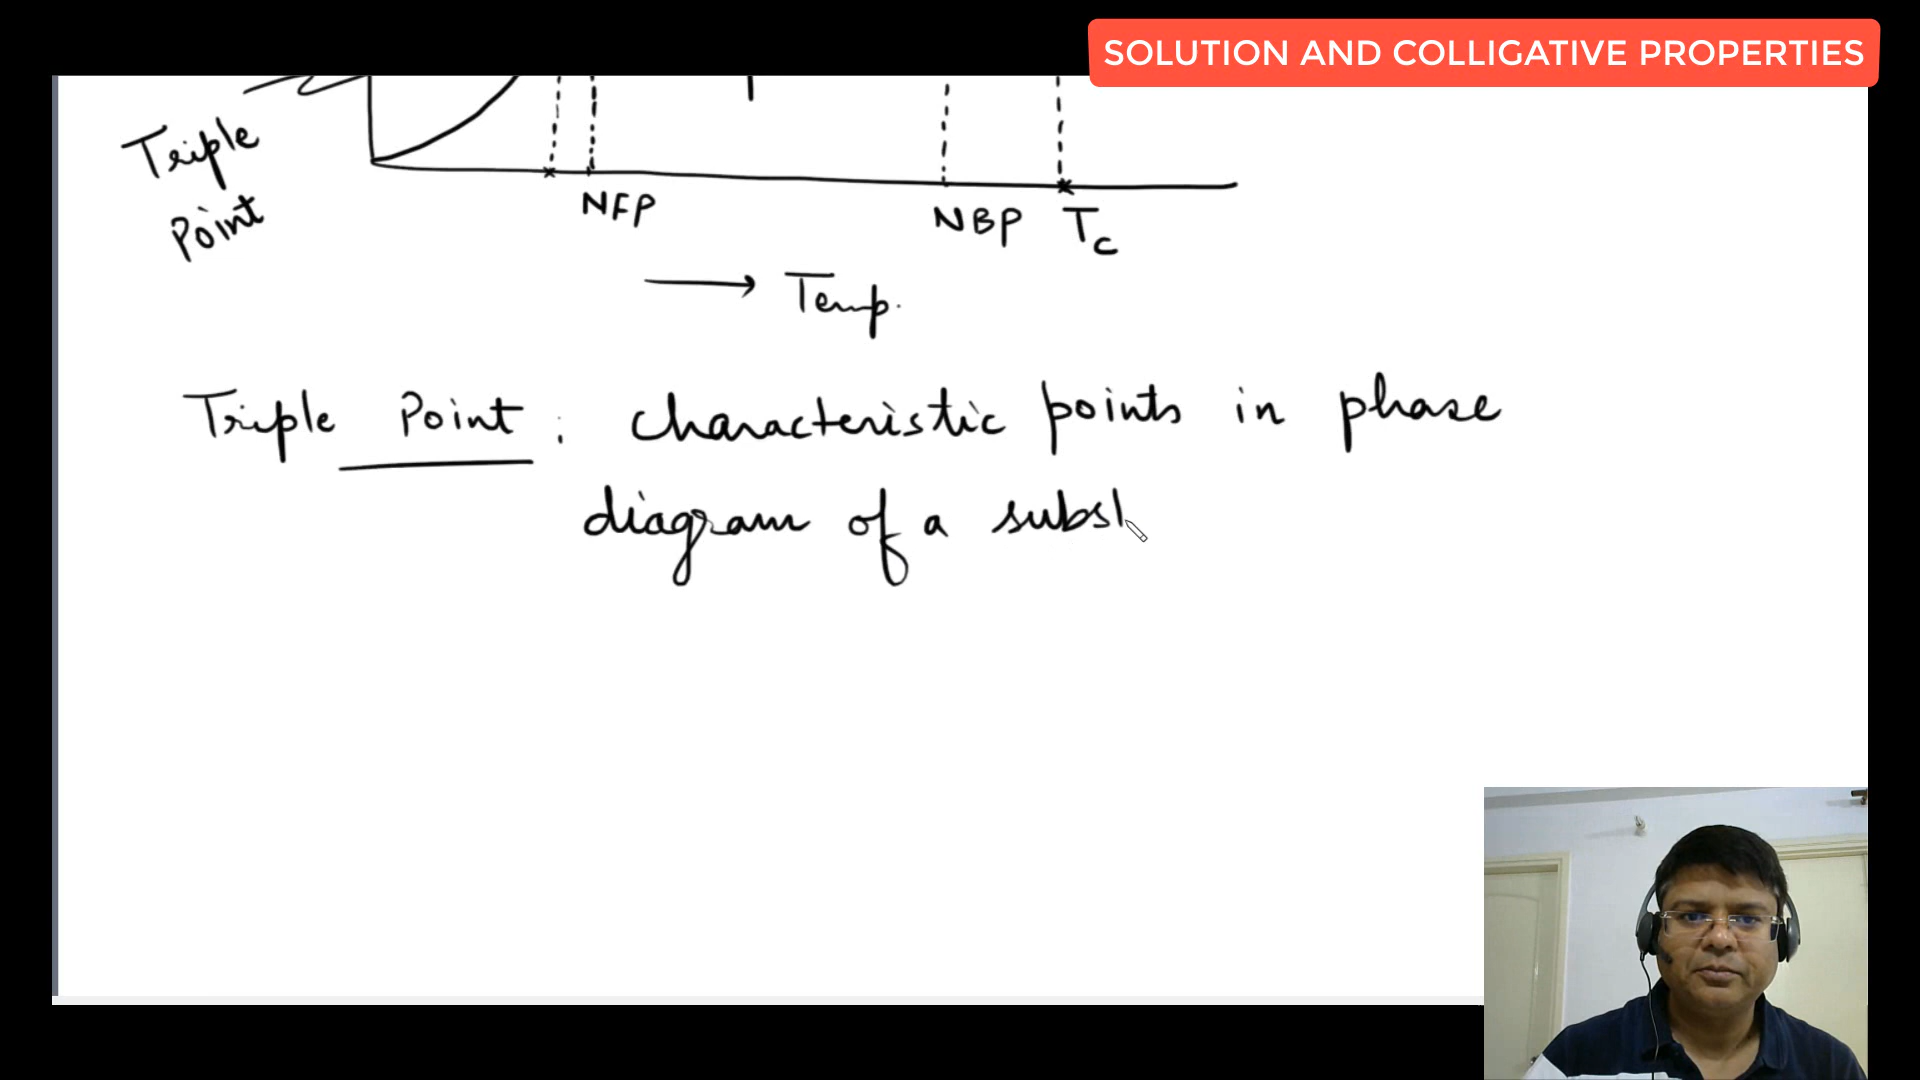 SOLUTION AND COLLIGATIVE PROPERTIES
Triple
Point
NFP
NBP
Tc
Temp.
Triple Point : characteristic points in phase
diagram of a subst